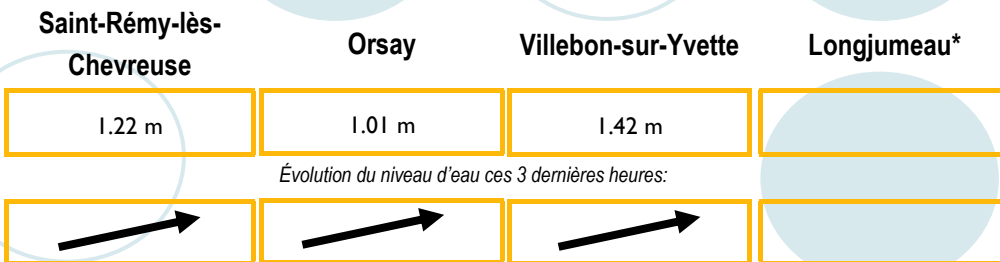 Saint-Rémy-lès-
Chevreuse
Orsay
Villebon-sur-Yvette
Longjumeau*
1.22 m
1.01 m
1.42 m
Évolution du niveau d’eau ces 3 dernières heures: